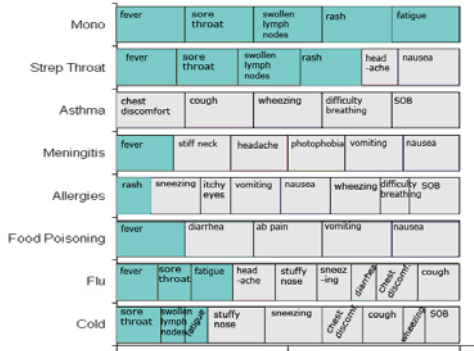 Mono
fever
sore throat
swollen lymph nodes
rash
fatigue
Strep Throat
fever
sore throat
swollen lymph nodes
rash
head -ache
nausea
Asthma
chest discomfort
cough
wheezing
difficulty breathing
SOB
Meningitis
fever
stiff neck
headache
photophobia
vomiting
nausea
Allergies
rash
sneezing
itchy eyes
vomiting
nausea
wheezing
difficulty breathing
SOB
Food Poisoning
fever
diarrhea
ab pain
vomiting
nausea
Flu
fever
sore throat
fatigue
head -ache
stuffy nose
sneez -ing
diarrhea
chest discomf.
cough
Cold
sore throat
swollen lymph nodes
fatigue
stuffy nose
sneezing
chest discomf.
cough
wheezing
SOB